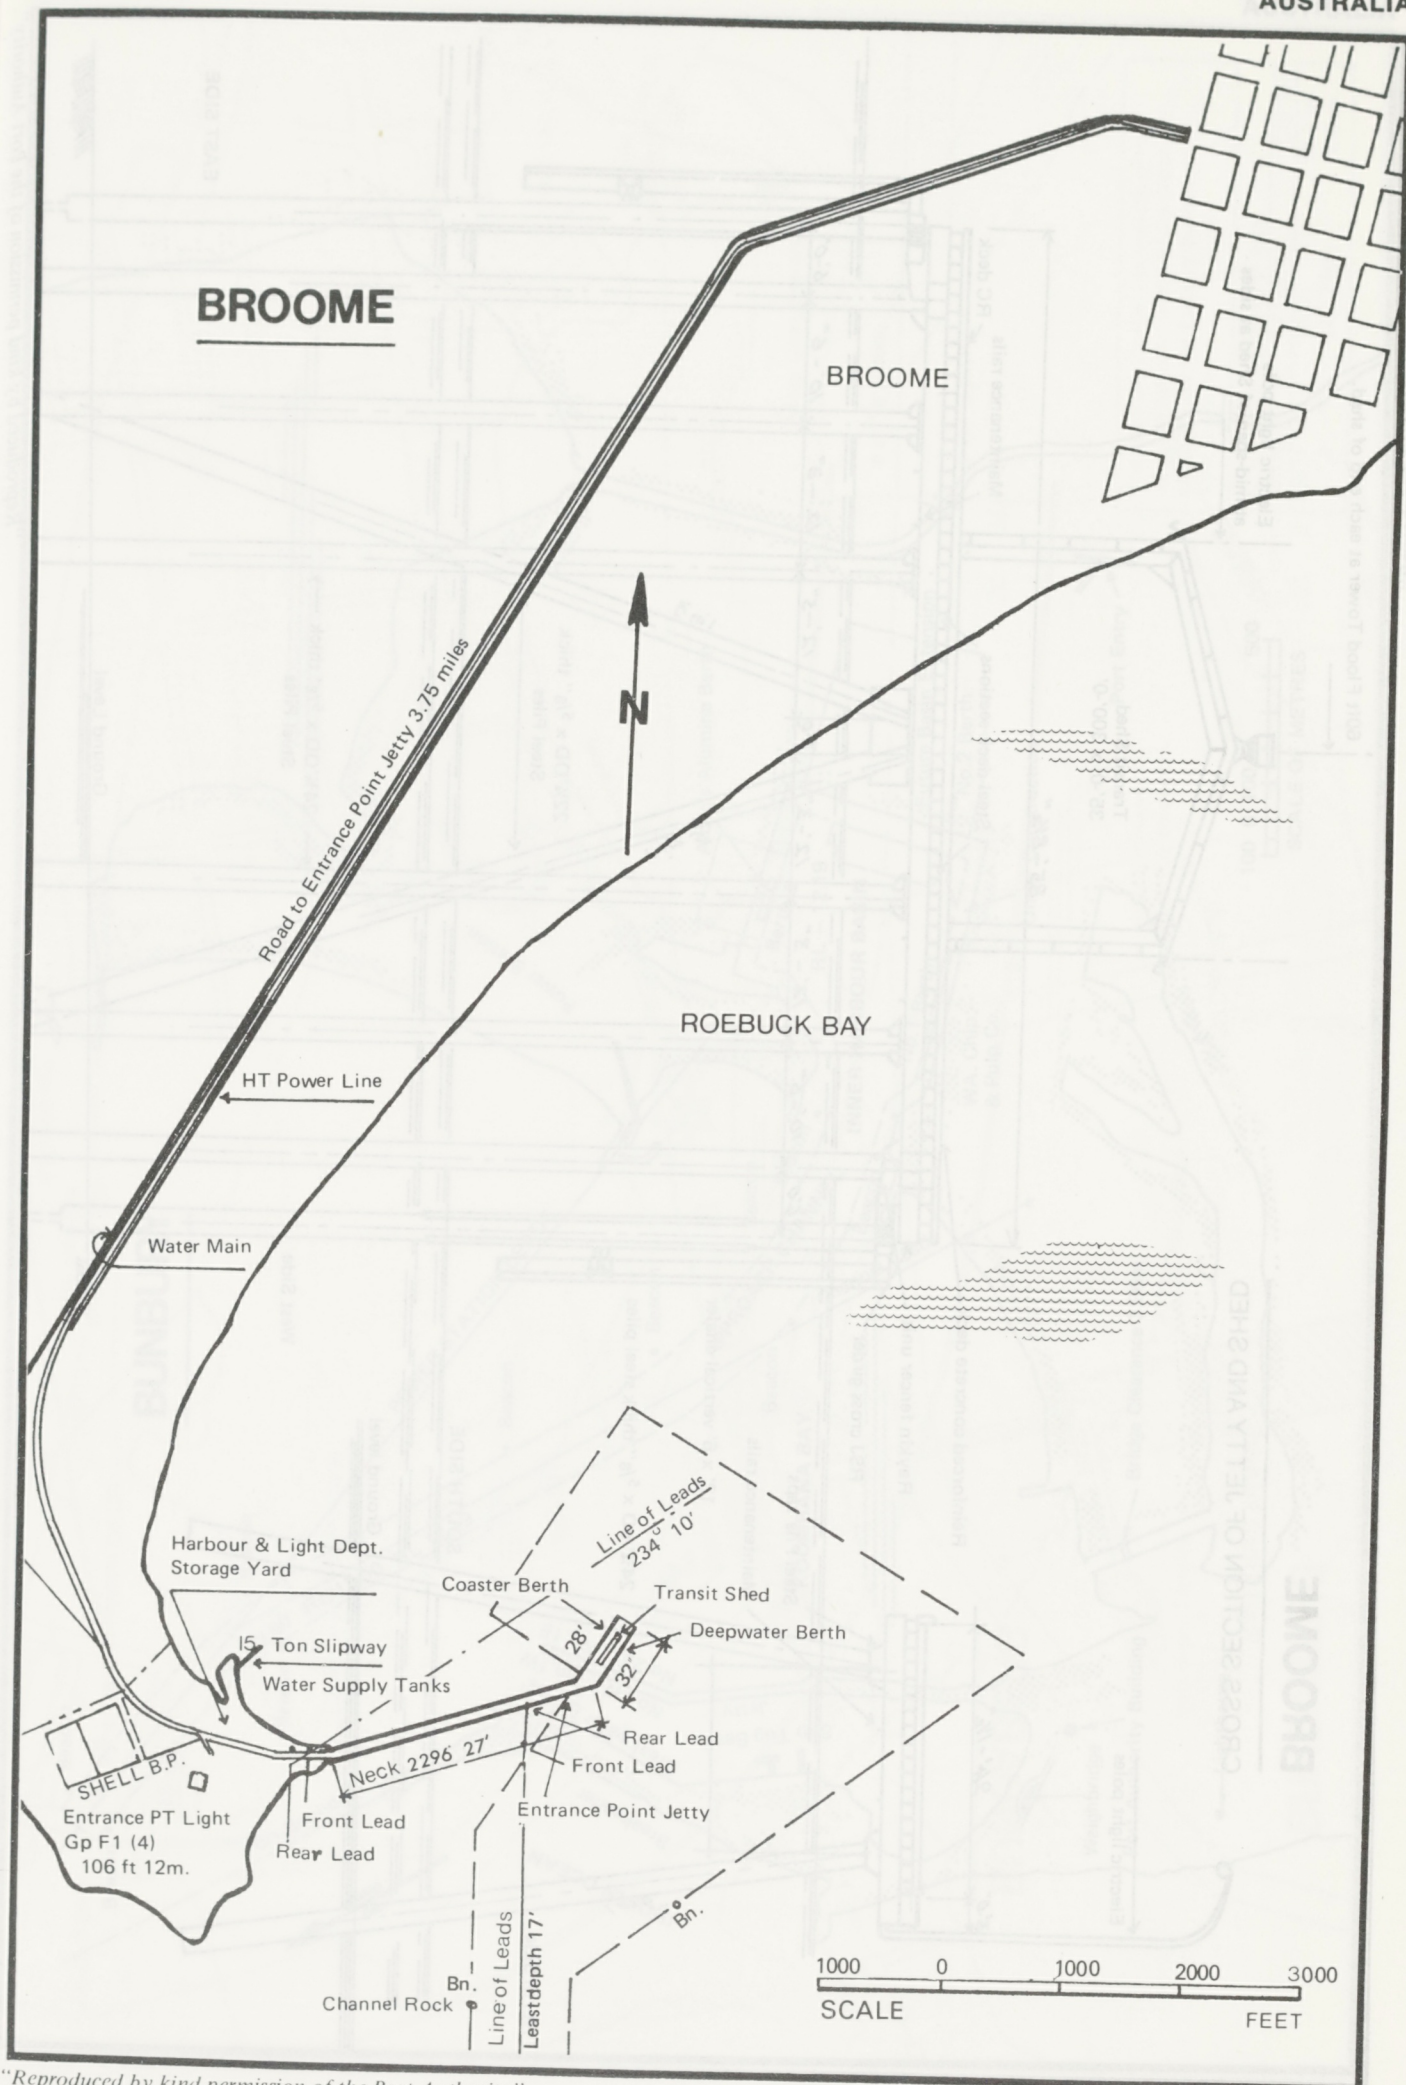 AUSTRALIA
BROOME
BROOME
Road to Entrance Point Jetty 3.75 miles
N
ROEBUCK BAY
HT Power Line
Water Main
Line of Leads
234° 10'
Harbour & Light Dept.
Storage Yard
Coaster Berth
Transit Shed
28'
Deepwater Berth
15 Ton Slipway
32'
Water Supply Tanks
Rear Lead
Neck 2296 27'
Front Lead
SHELL B.P.
Entrance Point Jetty
Entrance PT Light
Gp F1 (4)
106 ft 12m.
Front Lead
Rear Lead
Bn.
Line of Leads
Least depth 17'
Bn.
Channel Rock
1000 0 1000 2000 3000
SCALE FEET
"Reproduced by kind permission of the